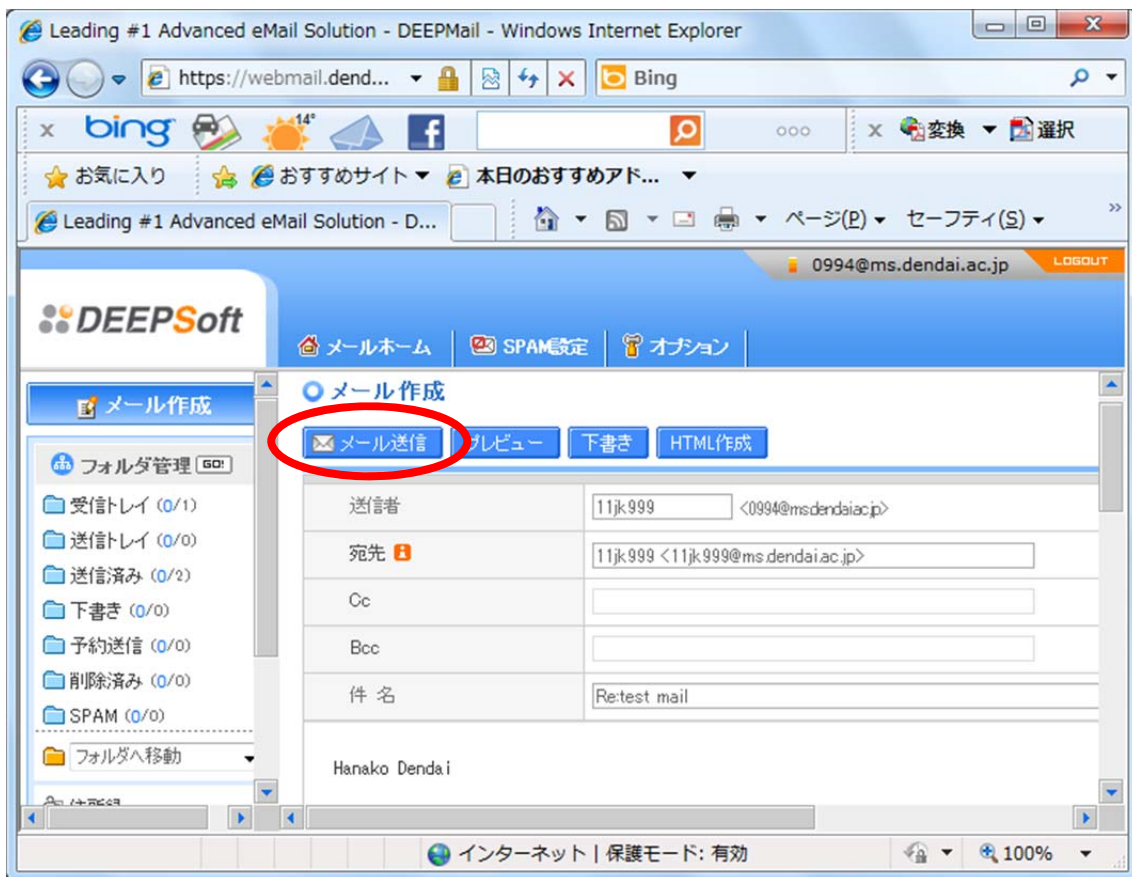 Leading #1 Advanced eMail Solution - DEEPMail - Windows Internet Explorer
https://webmail.dend... Bing
bing 14° 変換 選択
お気に入り おすすめサイト 本日のおすすめアド...
Leading #1 Advanced eMail Solution - D... ページ(P) セーフティ(S) »
0994@ms.dendai.ac.jp LOGOUT
DEEPSoft
メールホーム SPAM設定 オプション
メール作成
メール作成
メール送信 プレビュー 下書き HTML作成
フォルダ管理 GO!
受信トレイ (0/1)
送信トレイ (0/0)
送信済み (0/2)
下書き (0/0)
予約送信 (0/0)
削除済み (0/0)
SPAM (0/0)
フォルダへ移動
住所録
送信者 11jk999 <0994@ms.dendai.ac.jp>
宛先 11jk999 <11jk999@ms.dendai.ac.jp>
Cc
Bcc
件 名 Re:test mail
Hanako Dendai
インターネット | 保護モード: 有効 100%